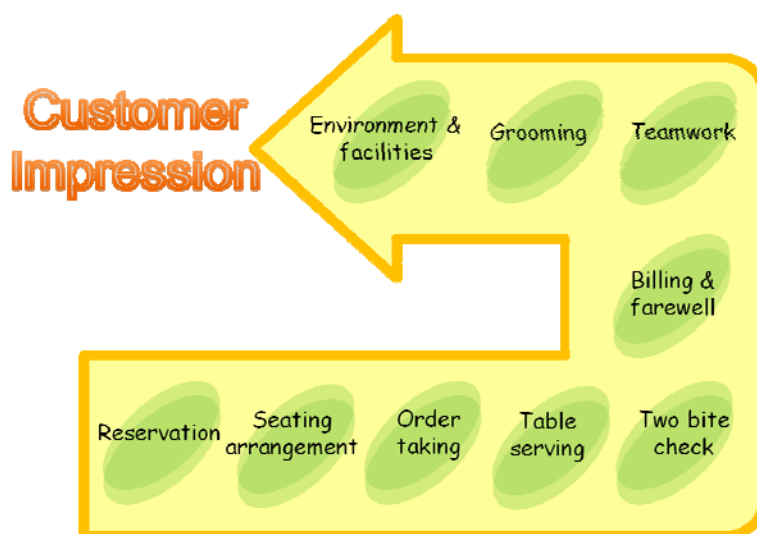 Customer
Impression
Environment &
facilities
Grooming
Teamwork
Billing &
farewell
Reservation
Seating
arrangement
Order
taking
Table
serving
Two bite
check